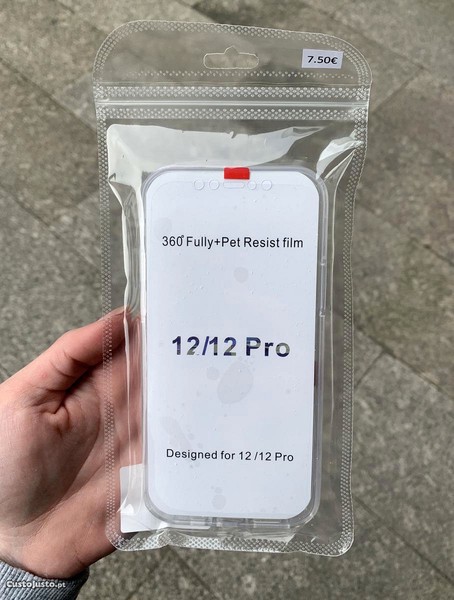 7.50€
360°Fully+Pet Resist film
12/12 Pro
Designed for 12 /12 Pro
CustoJusto.pt